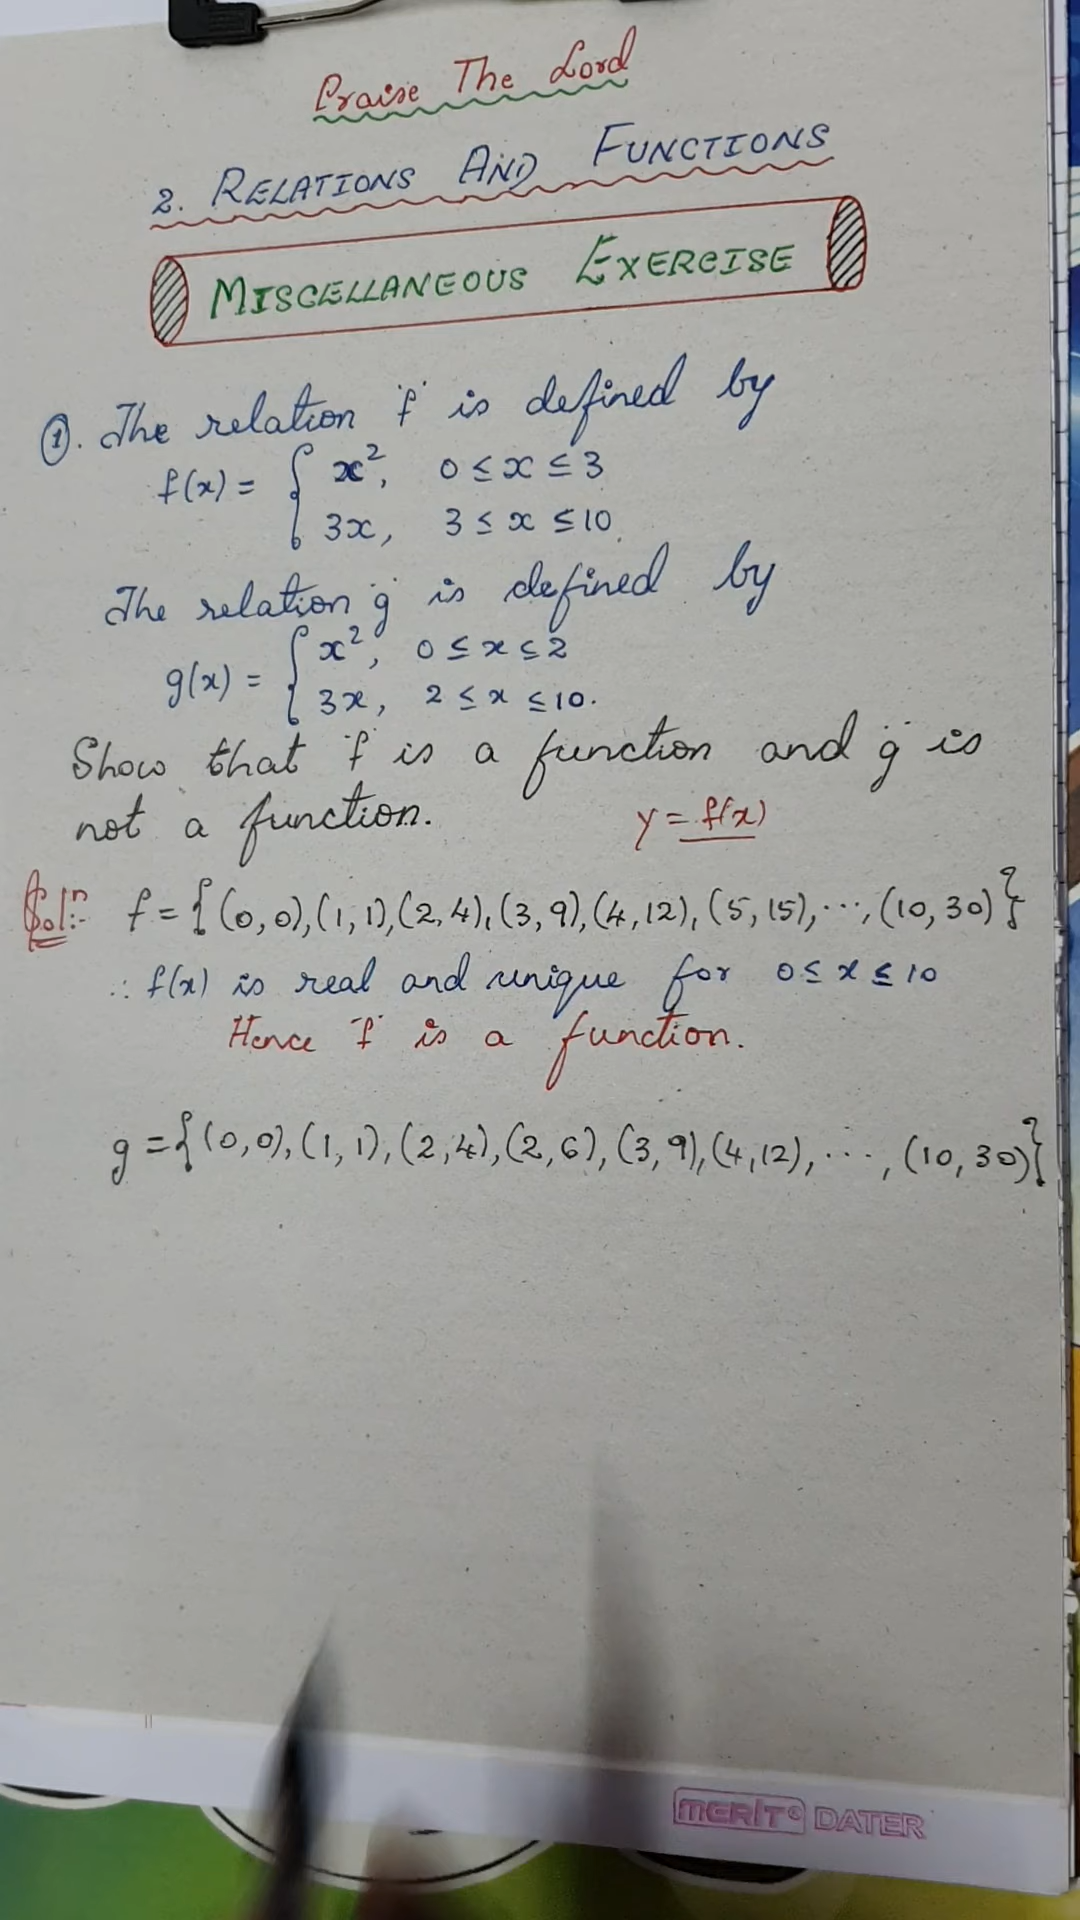 Praise The Lord
2. RELATIONS AND FUNCTIONS
MISCELLANEOUS EXERCISE
①. The relation 'f' is defined by
f(x) = { x², 0 ≤ x ≤ 3
3x, 3 ≤ x ≤ 10.
The relation 'g' is defined by
g(x) = { x², 0 ≤ x ≤ 2
3x, 2 ≤ x ≤ 10.
Show that 'f' is a function and 'g' is
not a function.
y = f(x)
Solⁿ:- f = {(0,0),(1,1),(2,4),(3,9),(4,12),(5,15),...,(10,30)}
∴ f(x) is real and unique for 0 ≤ x ≤ 10
Hence 'f' is a function.
g = {(0,0),(1,1),(2,4),(2,6),(3,9),(4,12),...,(10,30)}
merit© DATER